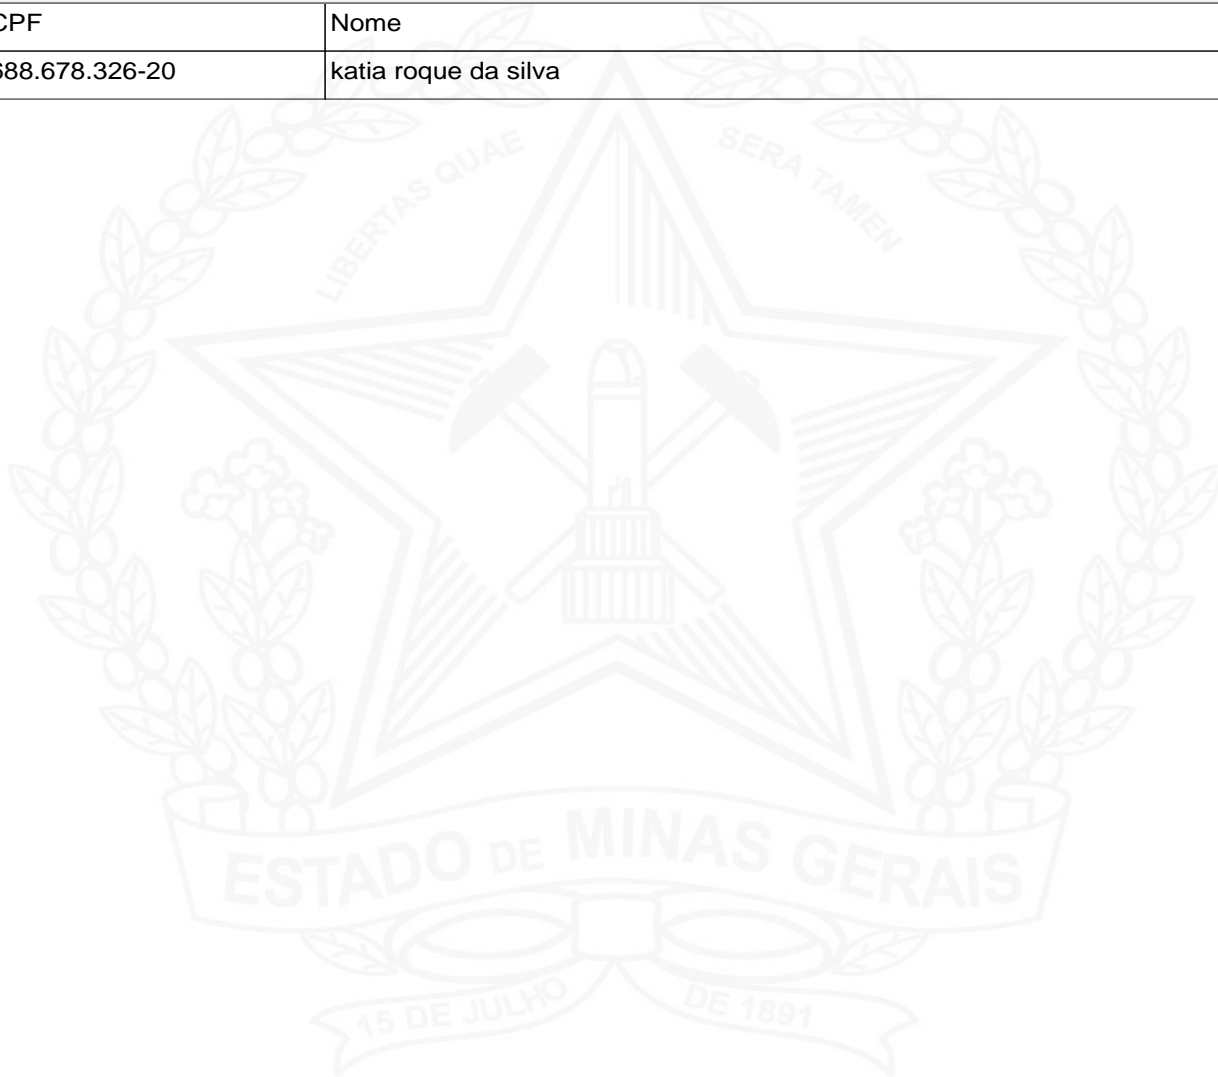 CPF Nome
688.678.326-20 katia roque da silva
LIBERTAS QUAE SERA TAMEN
ESTADO DE MINAS GERAIS
15 DE JULHO DE 1891